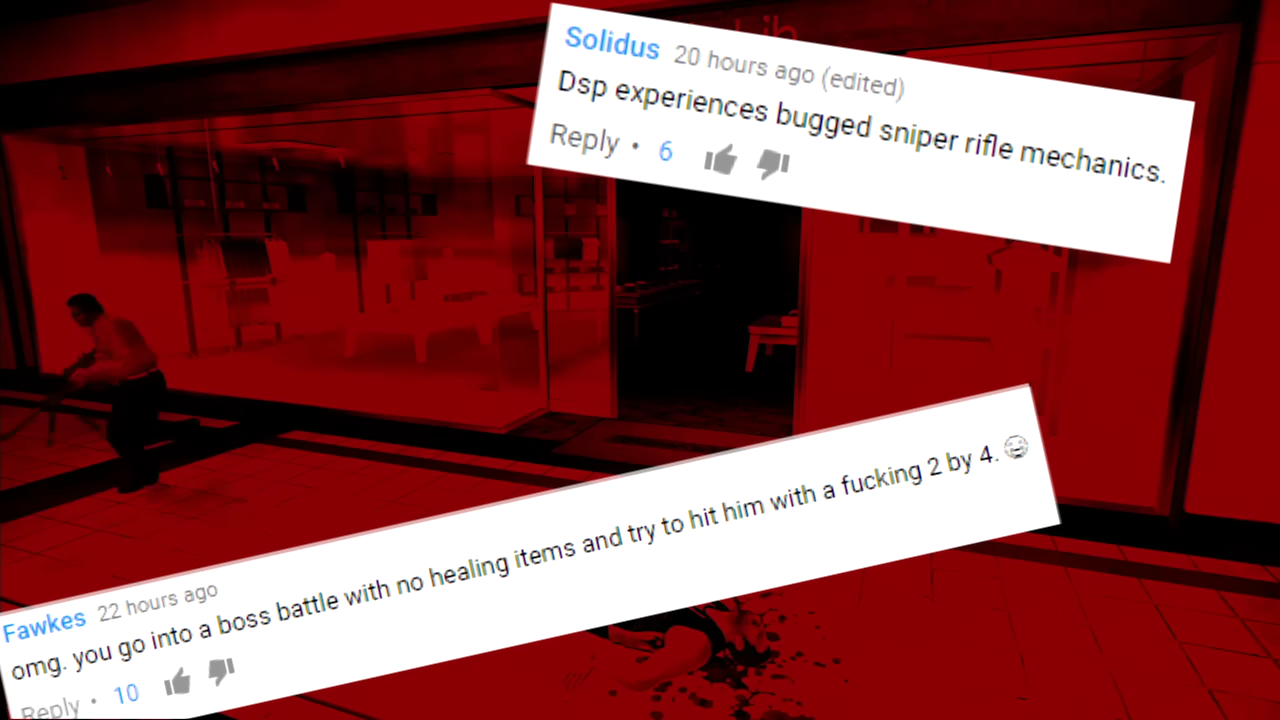 Solidus 20 hours ago (edited)
Dsp experiences bugged sniper rifle mechanics.
Reply • 6
Fawkes 22 hours ago
omg. you go into a boss battle with no healing items and try to hit him with a fucking 2 by 4. 😂
Reply • 10